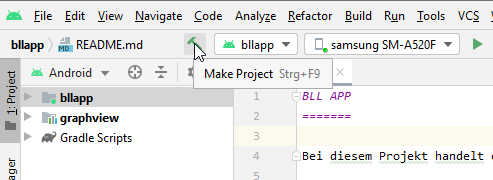 File Edit View Navigate Code Analyze Refactor Build Run Tools VCS
bllapp README.md bllapp samsung SM-A520F
Android
Make Project Strg+F9
1: Project
bllapp
graphview
Gradle Scripts
1 BLL APP
2 =======
3
4 Bei diesem Projekt handelt